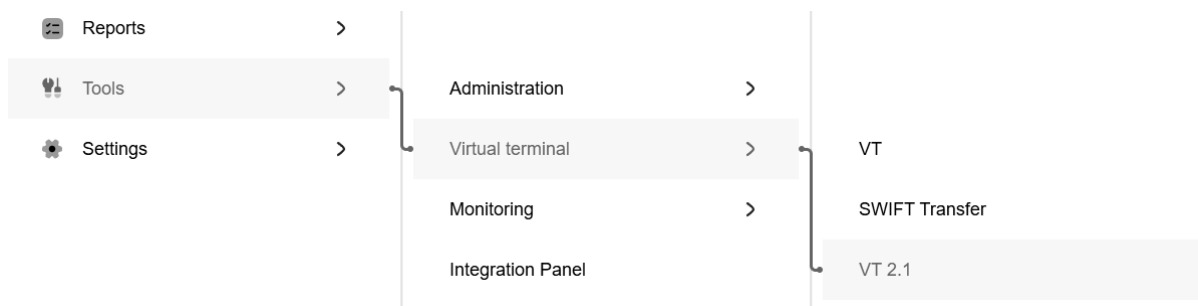 Reports
Tools
Settings
Administration
Virtual terminal
Monitoring
Integration Panel
VT
SWIFT Transfer
VT 2.1